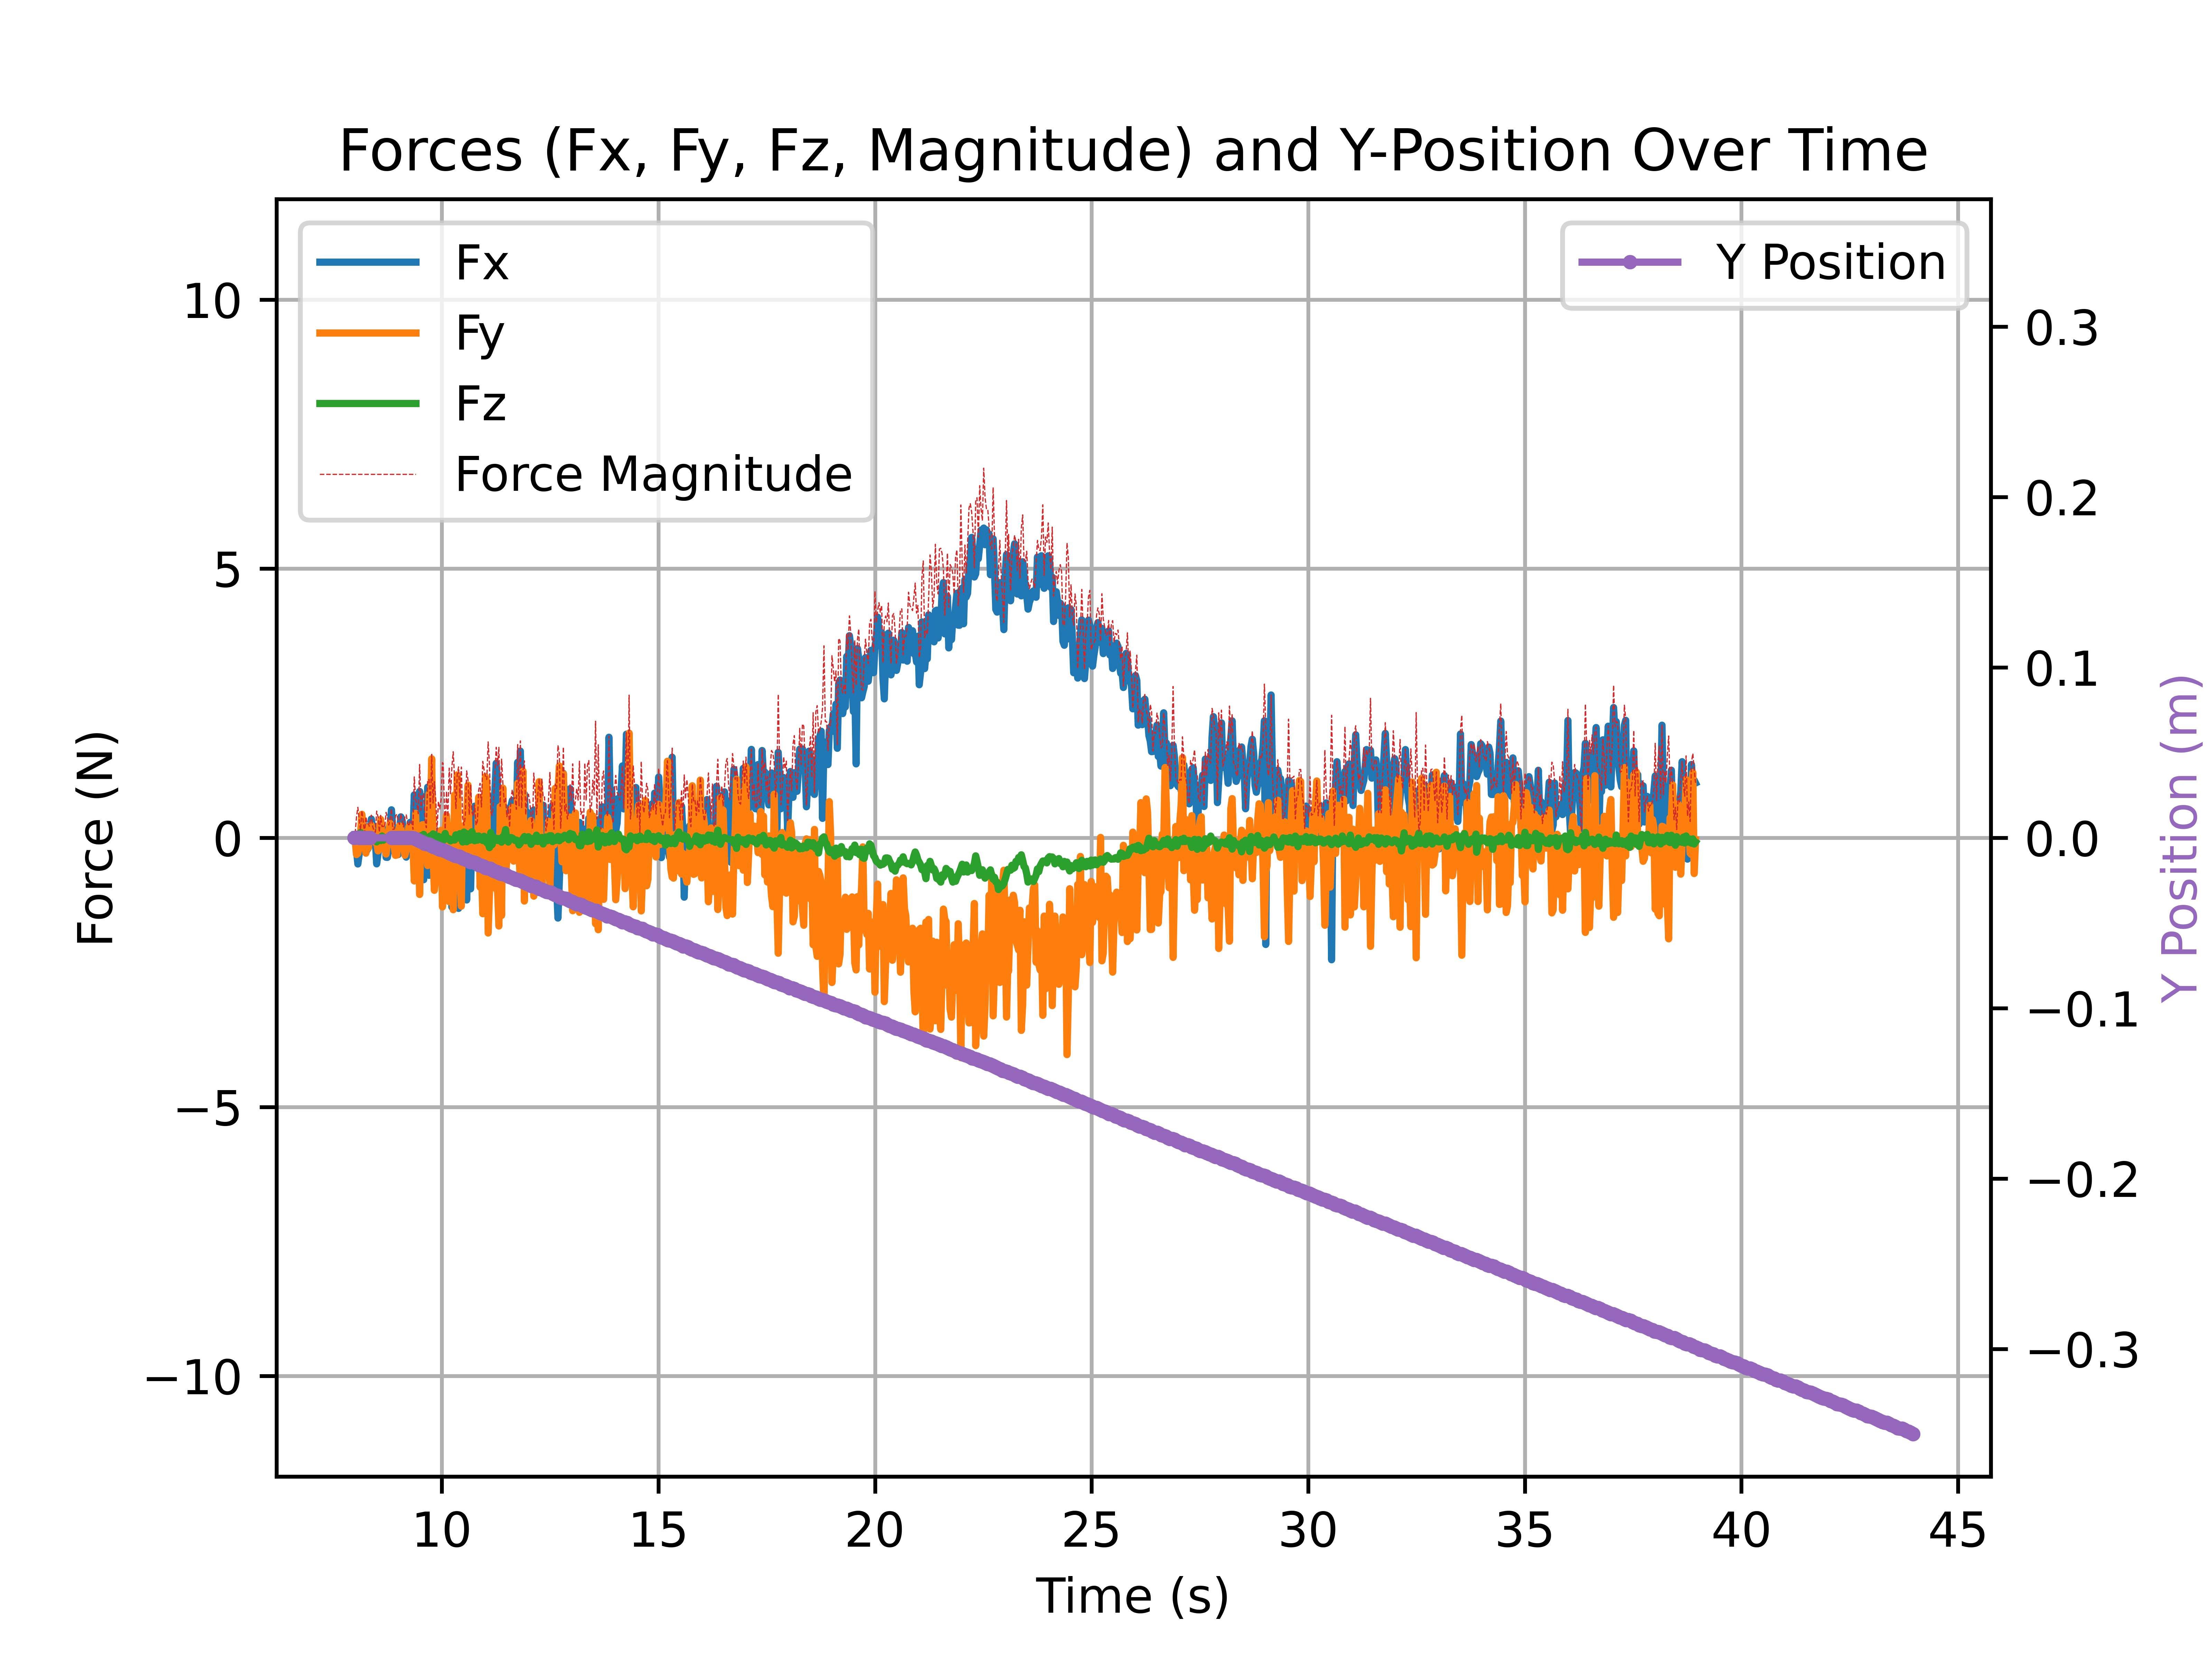 Forces (Fx, Fy, Fz, Magnitude) and Y-Position Over Time
Fx
Fy
Fz
Force Magnitude
Y Position
10
5
0
−5
−10
Force (N)
0.3
0.2
0.1
0.0
−0.1
−0.2
−0.3
Y Position (m)
10 15 20 25 30 35 40 45
Time (s)